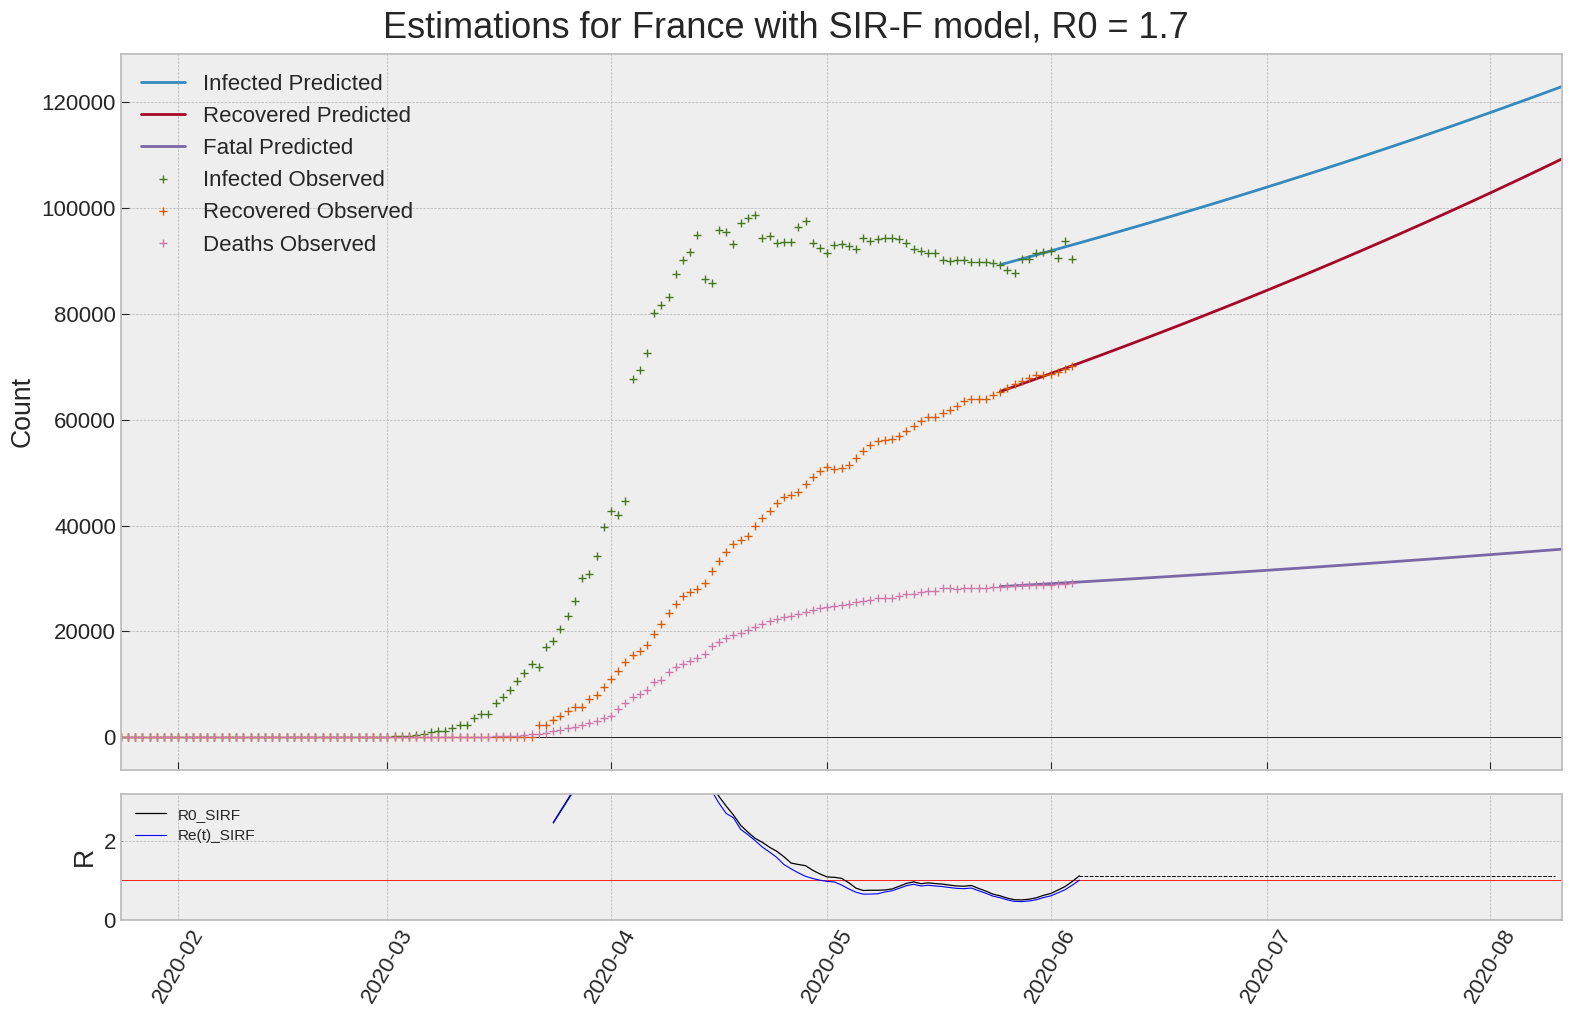 Estimations for France with SIR-F model, R0 = 1.7
Infected Predicted
Recovered Predicted
Fatal Predicted
Infected Observed
Recovered Observed
Deaths Observed
120000
100000
80000
60000
40000
20000
0
Count
R0_SIRF
Re(t)_SIRF
2
0
R
2020-02
2020-03
2020-04
2020-05
2020-06
2020-07
2020-08